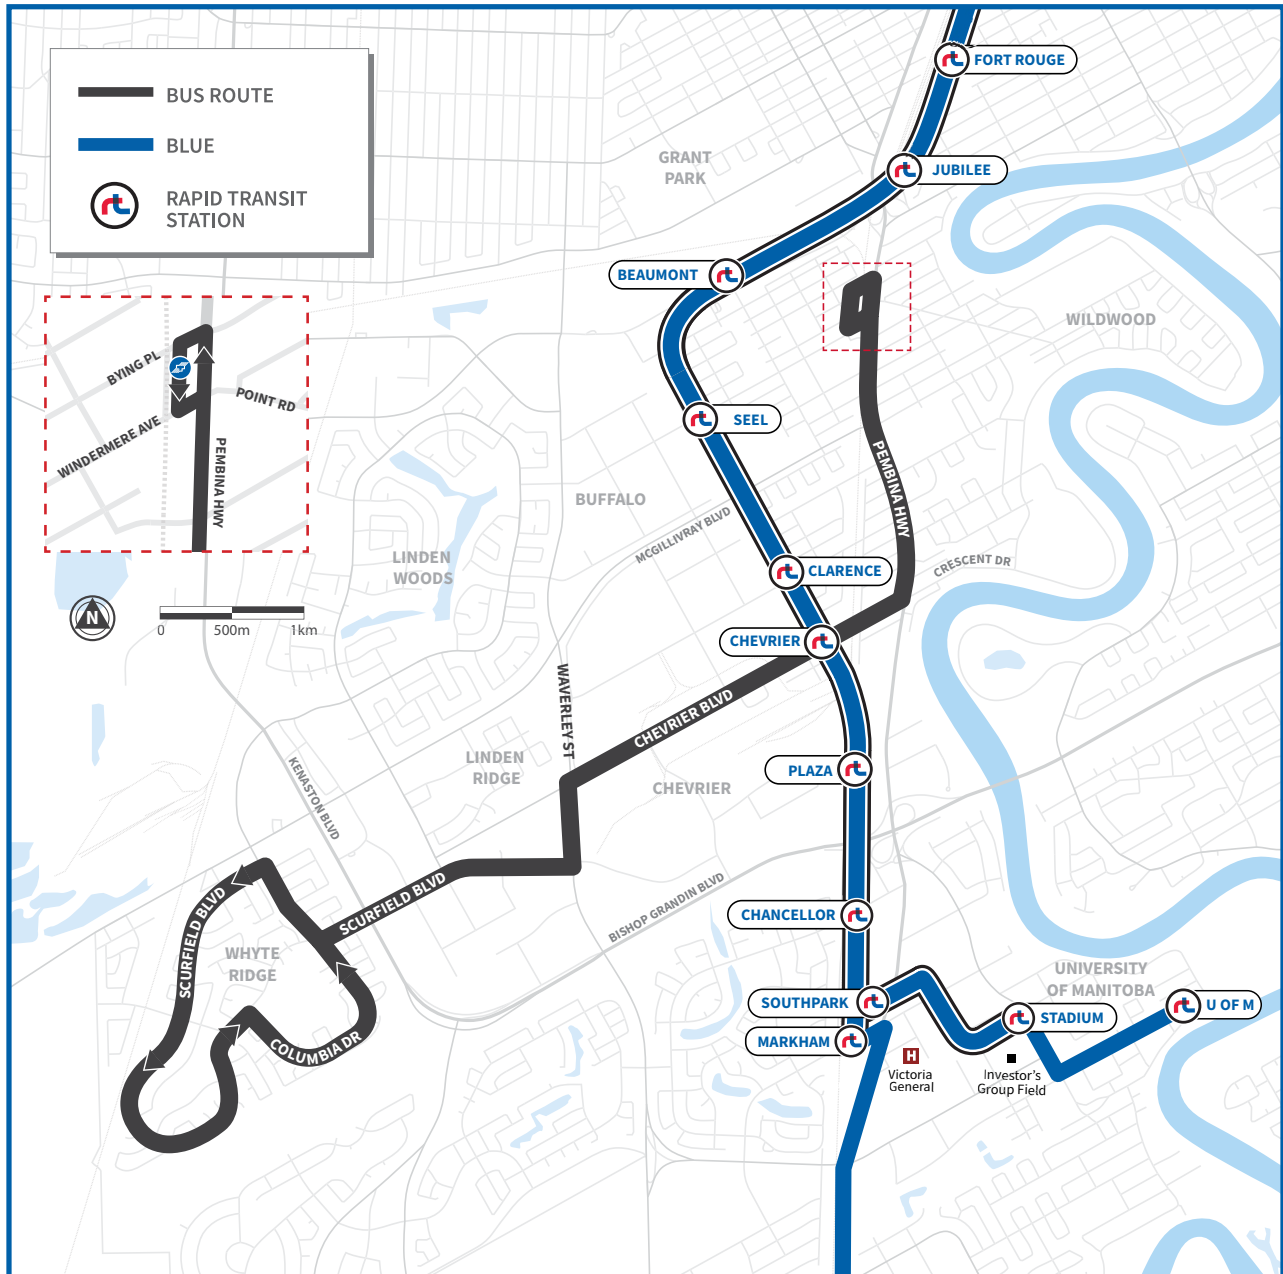 BUS ROUTE
BLUE
RAPID TRANSIT
STATION
FORT ROUGE
JUBILEE
GRANT
PARK
BEAUMONT
WILDWOOD
BYING PL
POINT RD
WINDERMERE AVE
PEMBINA HWY
SEEL
PEMBINA HWY
BUFFALO
MCGILLIVRAY BLVD
LINDEN
WOODS
CLARENCE
CRESCENT DR
N
0 500m 1km
CHEVRIER
WAVERLEY ST
CHEVRIER BLVD
LINDEN
RIDGE
PLAZA
CHEVRIER
KENASTON BLVD
SCURFIELD BLVD
BISHOP GRANDIN BLVD
CHANCELLOR
SCURFIELD BLVD
WHYTE
RIDGE
UNIVERSITY
OF MANITOBA
SOUTHPARK
U OF M
STADIUM
MARKHAM
COLUMBIA DR
H
Victoria
General
Investor's
Group Field